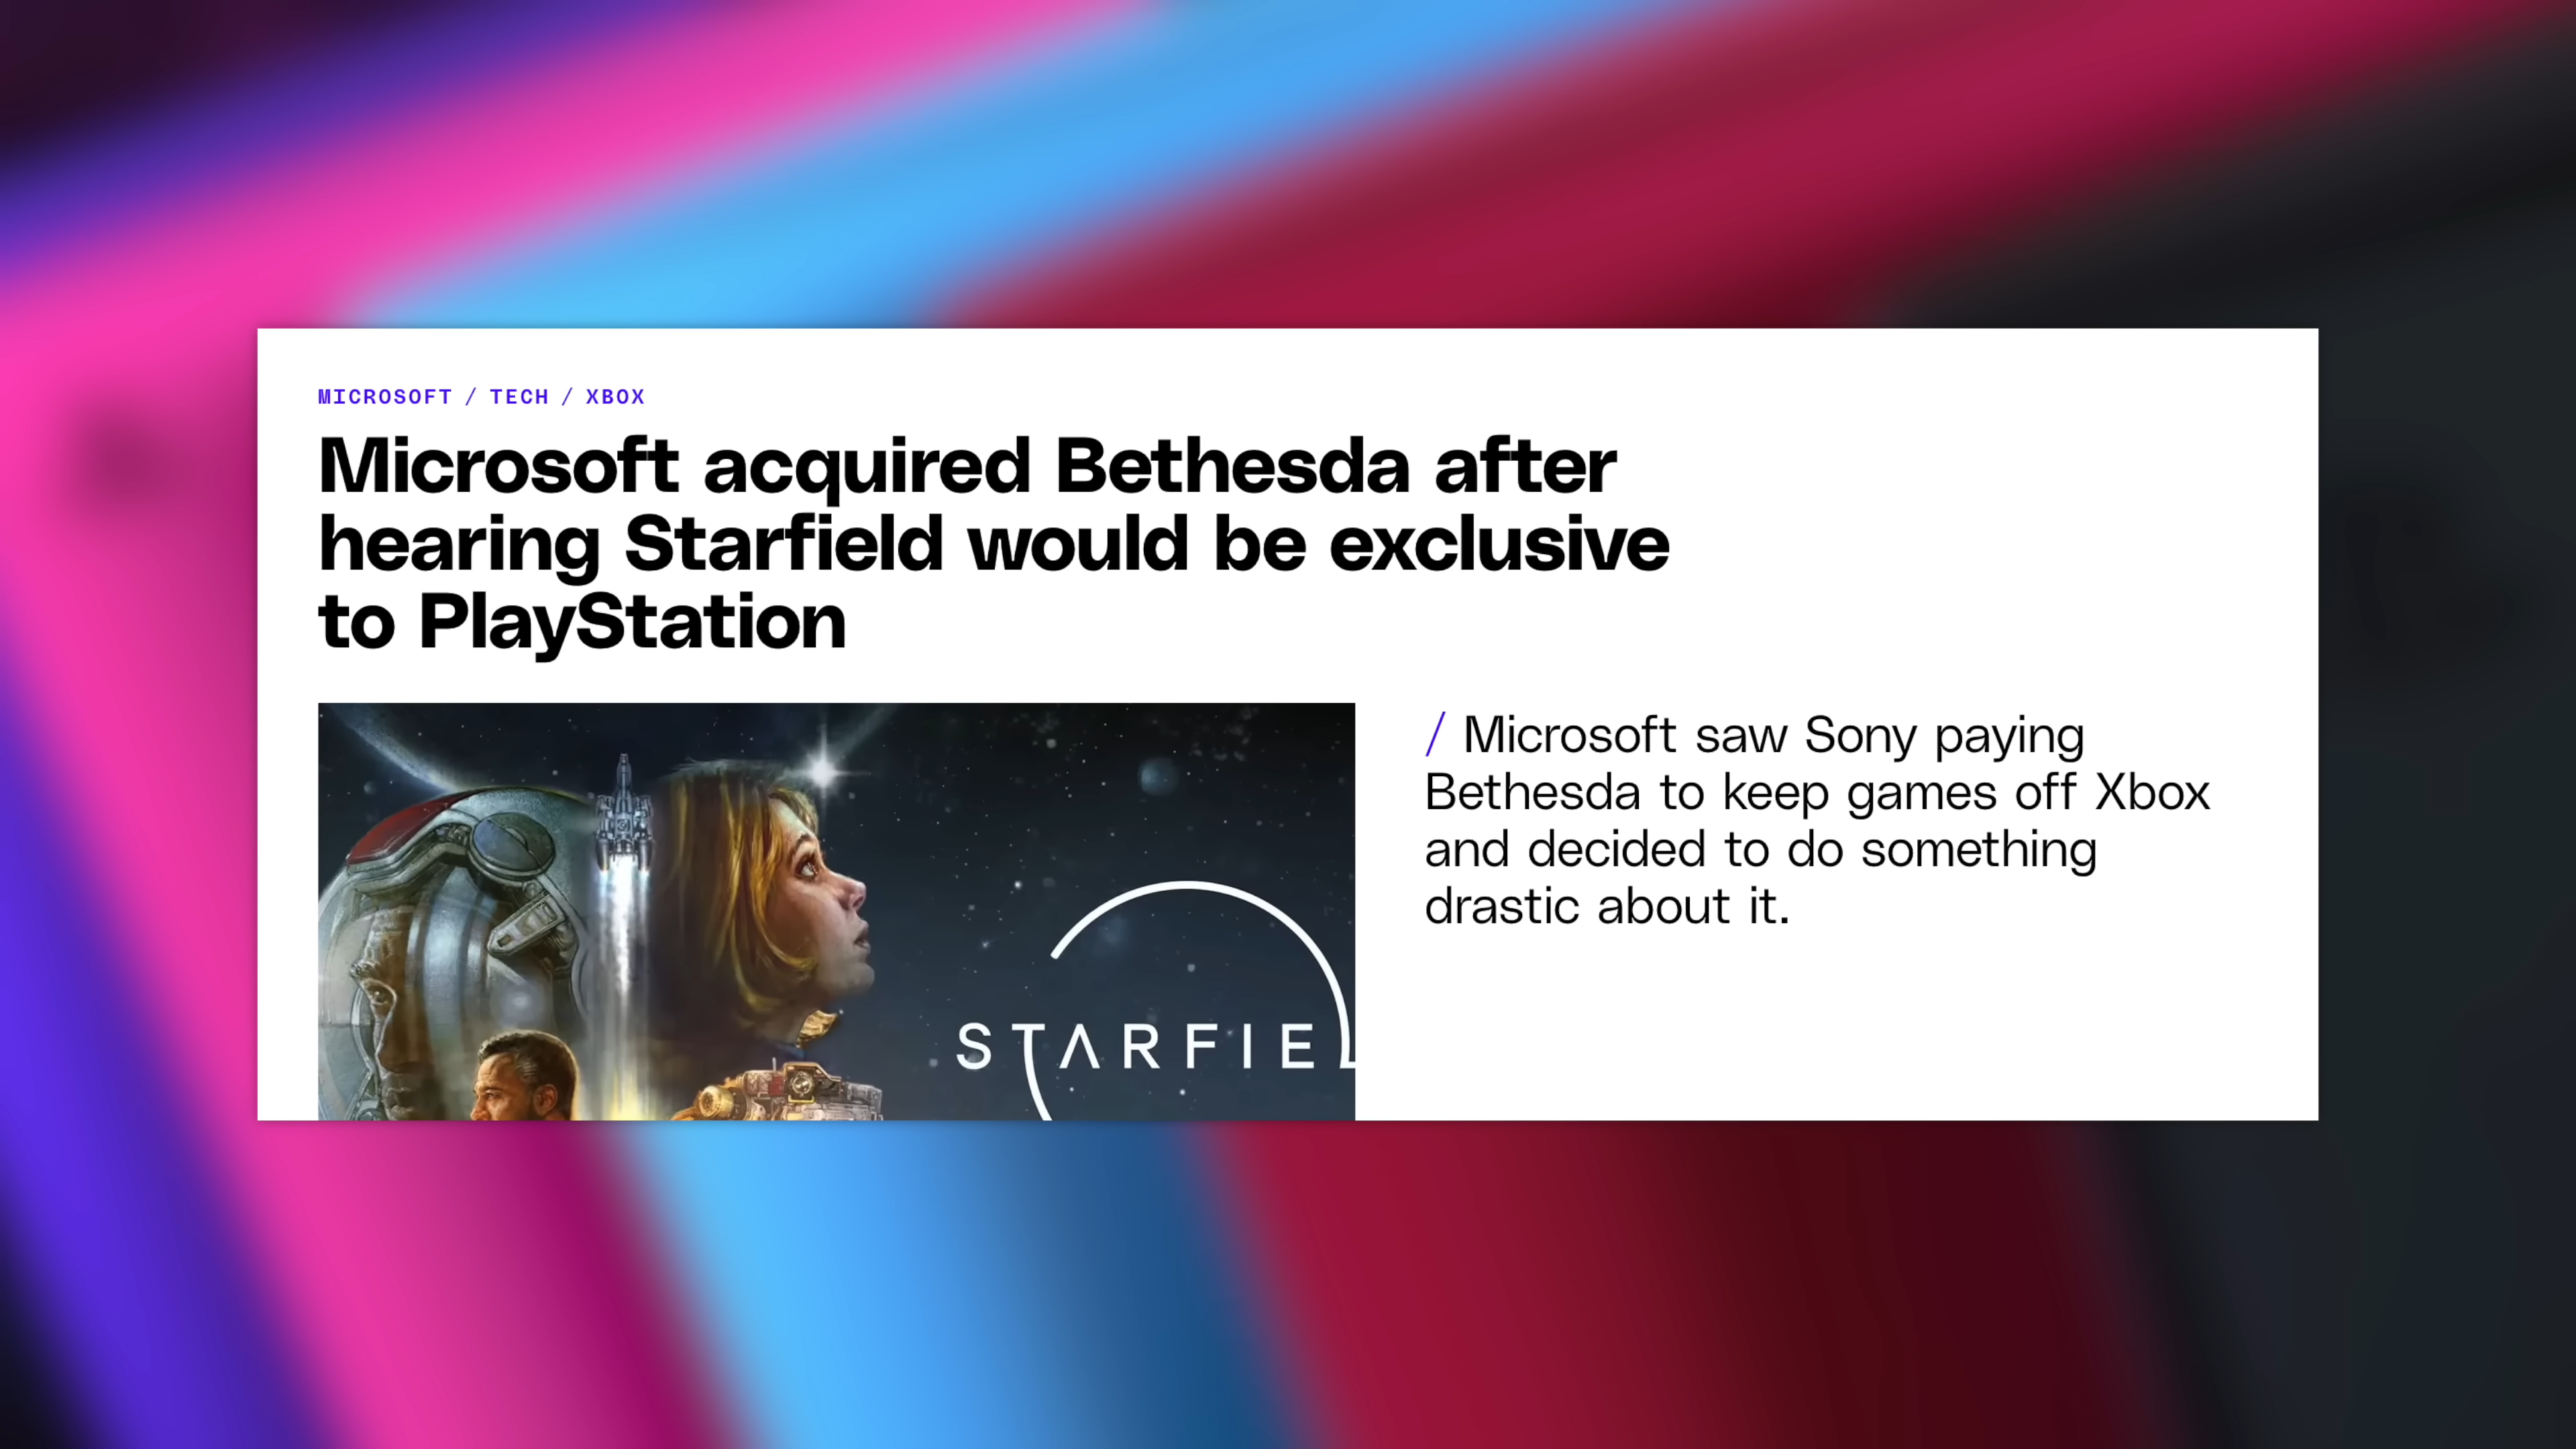 MICROSOFT / TECH / XBOX
Microsoft acquired Bethesda after
hearing Starfield would be exclusive
to PlayStation
/ Microsoft saw Sony paying
Bethesda to keep games off Xbox
and decided to do something
drastic about it.
STARFIEL